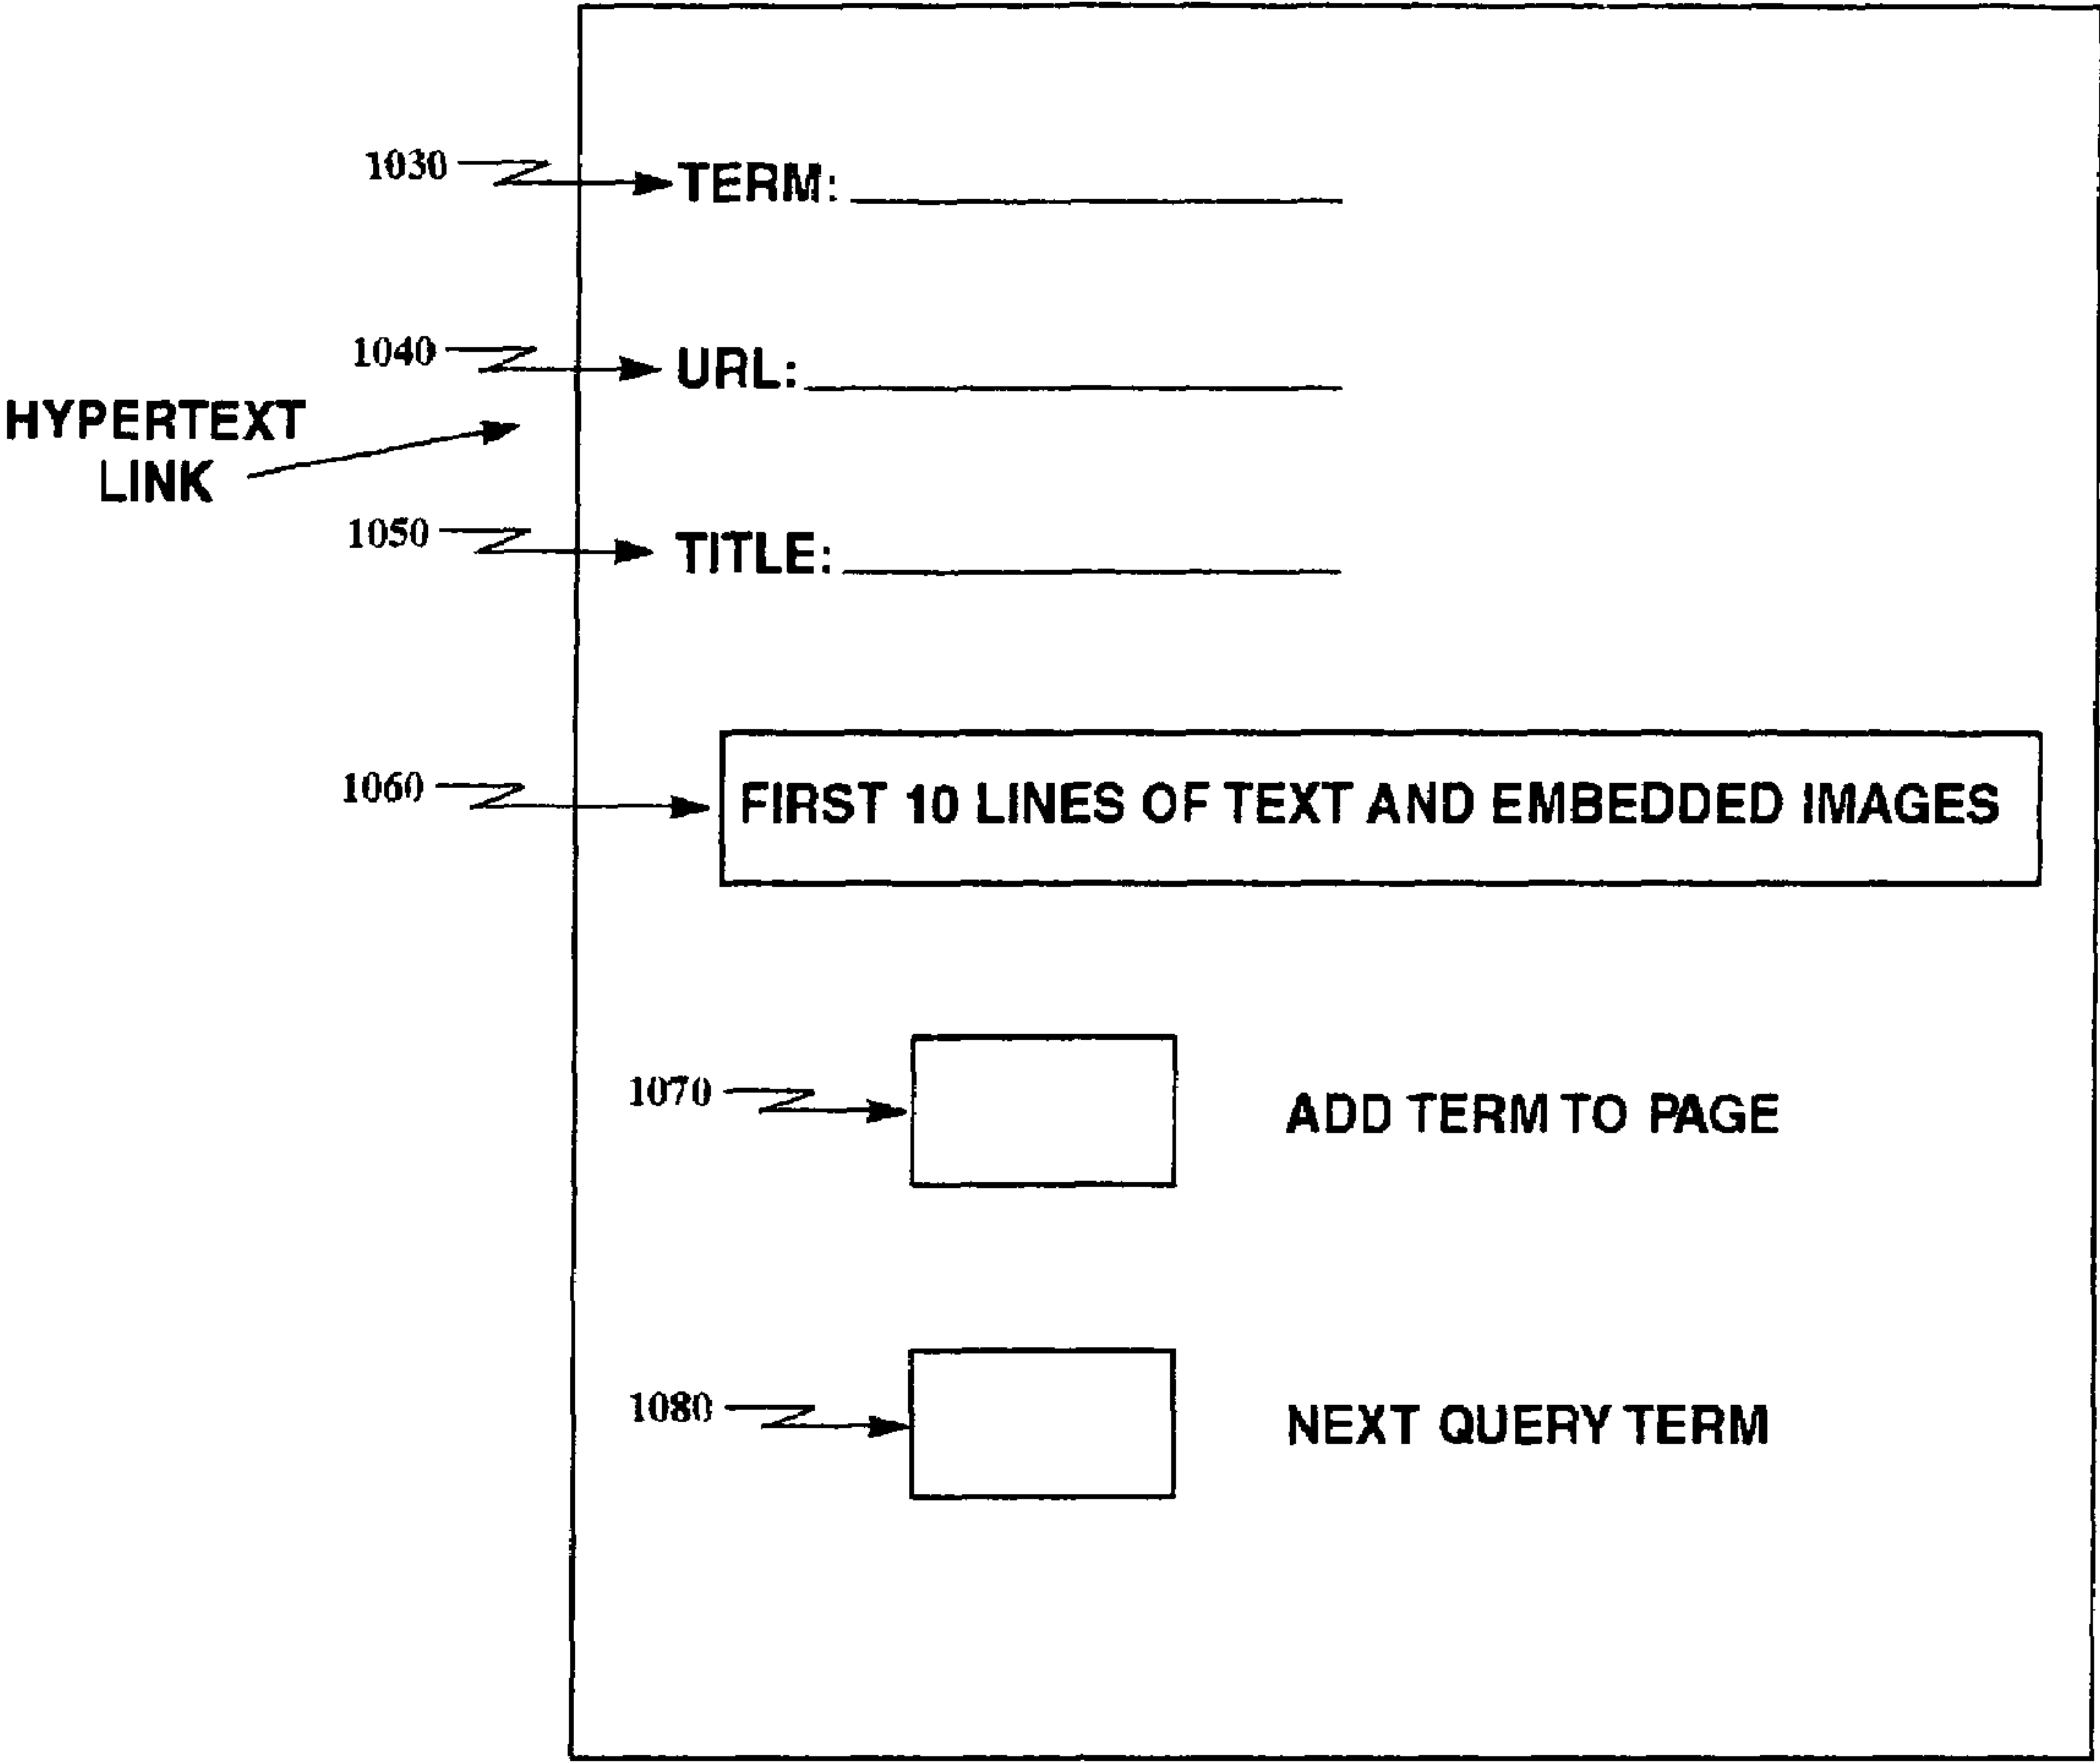 1030 TERM:
1040 URL:
HYPERTEXT
LINK
1050 TITLE:
1060 FIRST 10 LINES OF TEXT AND EMBEDDED IMAGES
1070 ADD TERM TO PAGE
1080 NEXT QUERY TERM